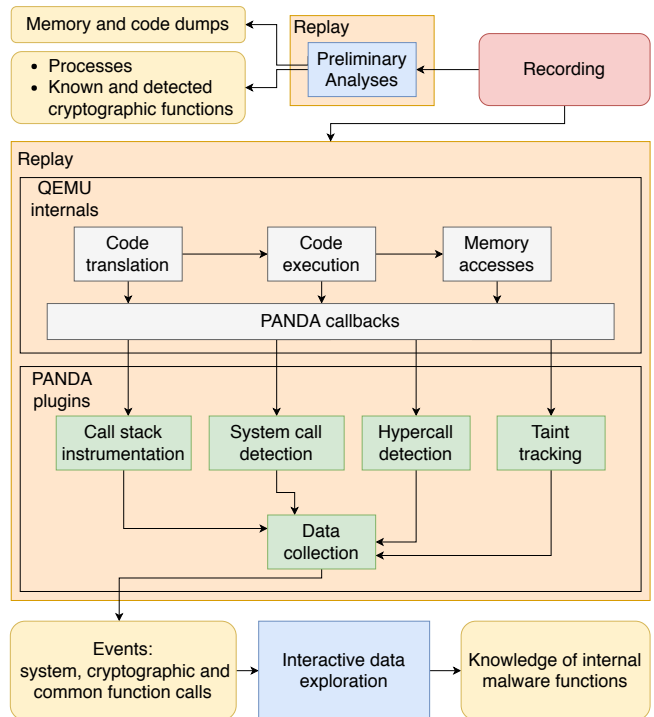 Memory and code dumps
Replay
Preliminary
Analyses
Recording
• Processes
• Known and detected
cryptographic functions
Replay
QEMU
internals
Code
translation
Code
execution
Memory
accesses
PANDA callbacks
PANDA
plugins
Call stack
instrumentation
System call
detection
Hypercall
detection
Taint
tracking
Data
collection
Events:
system, cryptographic and
common function calls
Interactive data
exploration
Knowledge of internal
malware functions